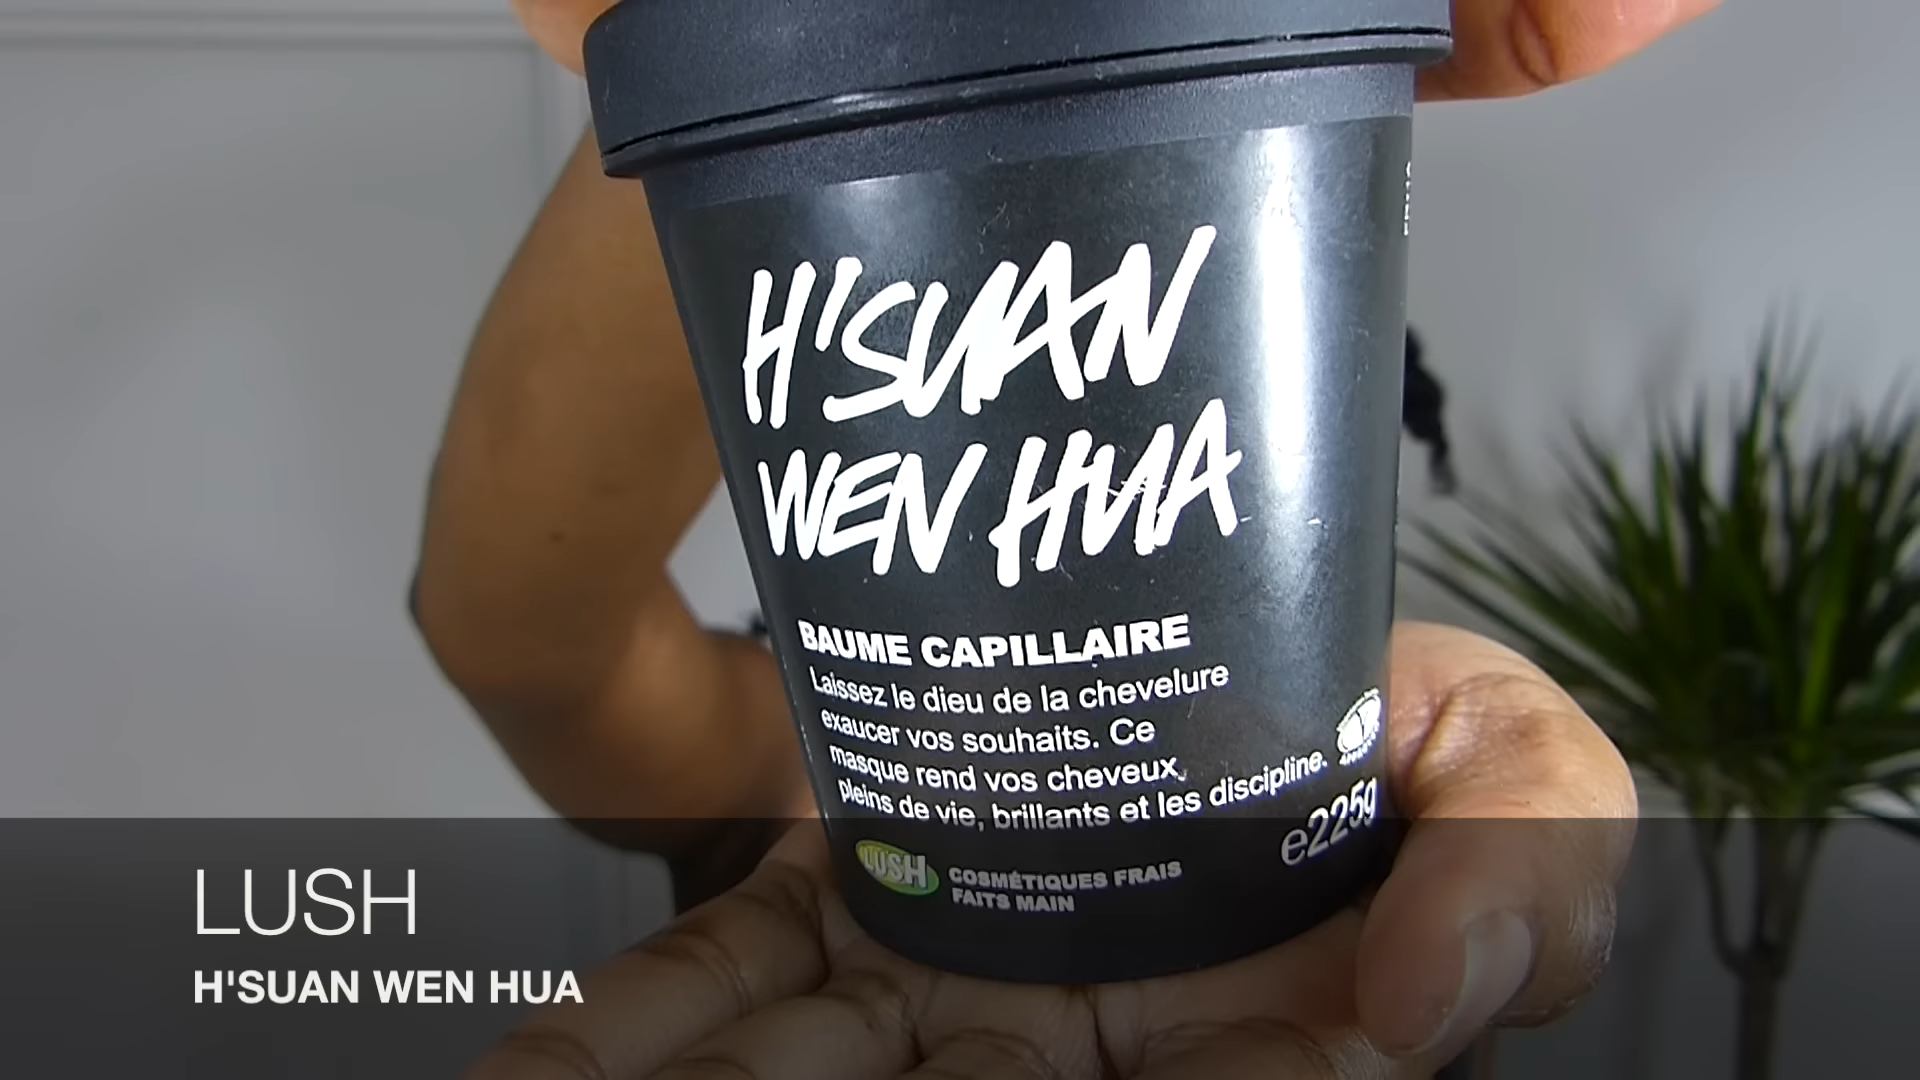 H'SUAN
WEN HUA
BAUME CAPILLAIRE
Laissez le dieu de la chevelure
exaucer vos souhaits. Ce
masque rend vos cheveux,
pleins de vie, brillants et les discipline.
e225g
LUSH
COSMÉTIQUES FRAIS
FAITS MAIN
LUSH
H'SUAN WEN HUA